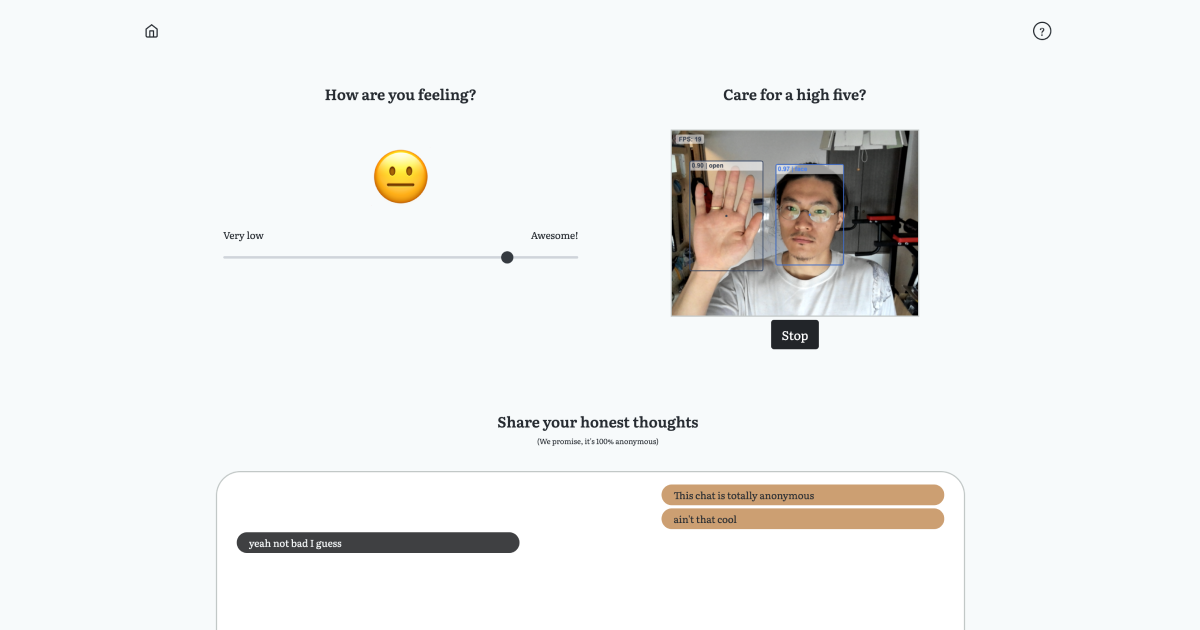 ?
How are you feeling?
Care for a high five?
FPS: 19
0.90 | open
0.97 | face
Very low
Awesome!
Stop
Share your honest thoughts
(We promise, it's 100% anonymous)
This chat is totally anonymous
ain't that cool
yeah not bad I guess